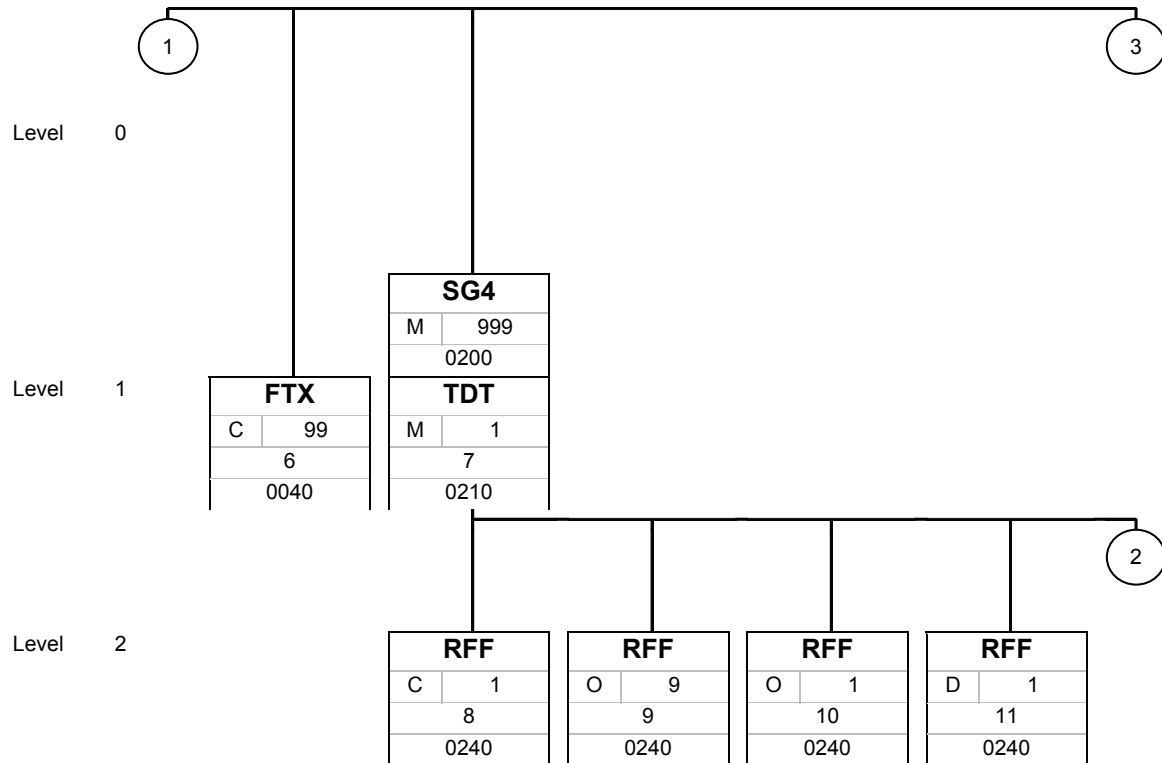 1
3
Level 0
SG4
M 999
0200
Level 1
FTX TDT
C 99 M 1
6 7
0040 0210
2
Level 2
RFF RFF RFF RFF
C 1 O 9 O 1 D 1
8 9 10 11
0240 0240 0240 0240